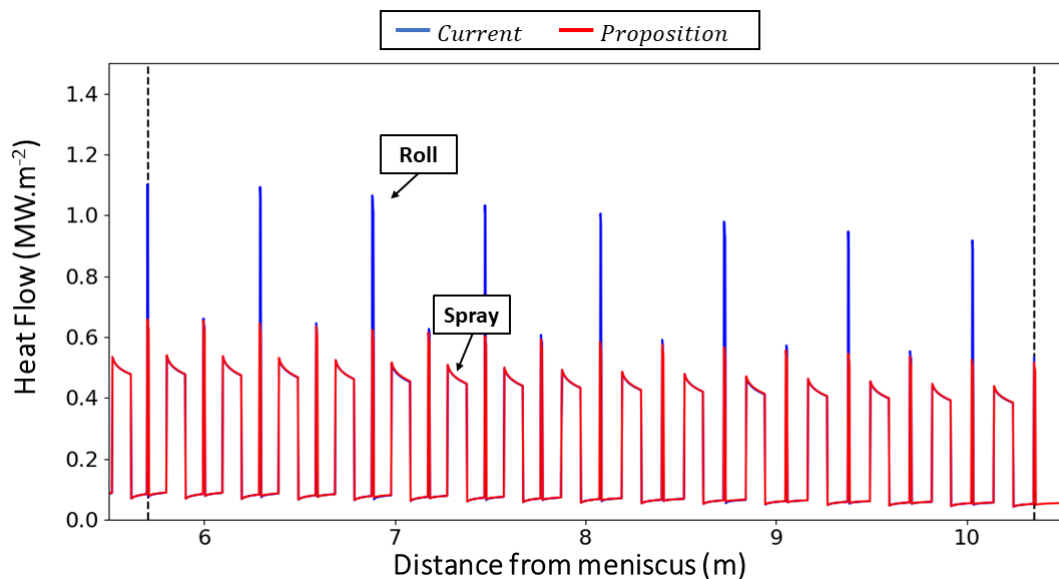 Current Proposition
Heat Flow (MW.m⁻²)
1.4
1.2
1.0
0.8
0.6
0.4
0.2
0.0
Roll
Spray
6 7 8 9 10
Distance from meniscus (m)